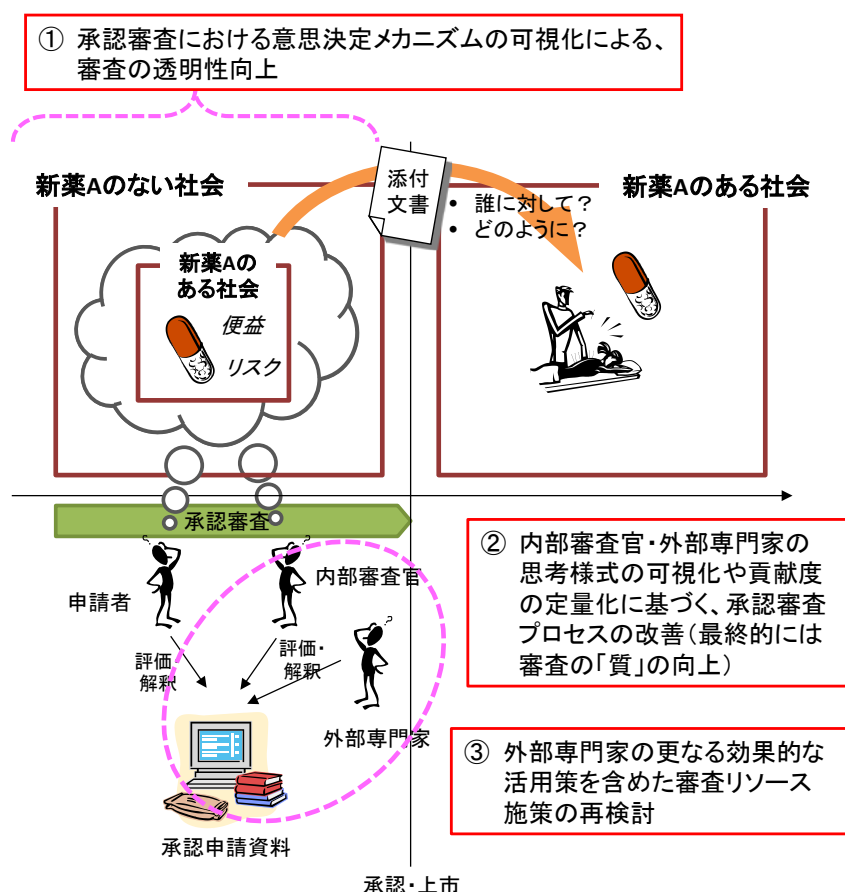 ① 承認審査における意思決定メカニズムの可視化による、
審査の透明性向上
新薬Aのない社会
添付
文書
新薬Aのある社会
• 誰に対して？
• どのように？
新薬Aの
ある社会
便益
リスク
承認審査
申請者
内部審査官
評価
解釈
評価・
解釈
外部専門家
承認申請資料
② 内部審査官・外部専門家の
思考様式の可視化や貢献度
の定量化に基づく、承認審査
プロセスの改善（最終的には
審査の「質」の向上）
③ 外部専門家の更なる効果的な
活用策を含めた審査リソース
施策の再検討
承認・上市